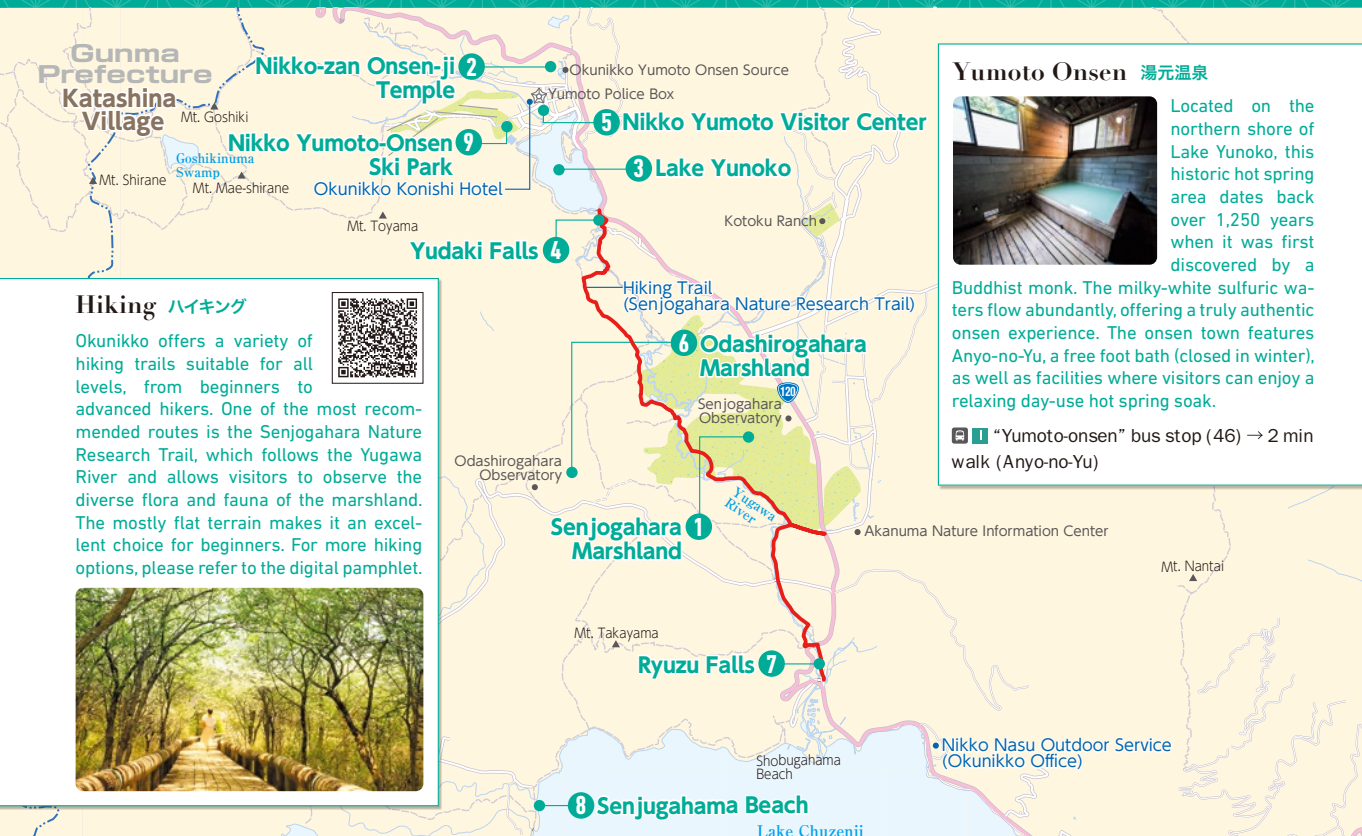 Gunma
Prefecture
Katashina
Village
Mt. Goshiki
Goshikinuma
Swamp
Mt. Shirane
Mt. Mae-shirane
Mt. Toyama
Nikko-zan Onsen-ji 2
Temple
Okunikko Yumoto Onsen Source
Yumoto Police Box
5 Nikko Yumoto Visitor Center
Nikko Yumoto-Onsen 9
Ski Park
Okunikko Konishi Hotel
3 Lake Yunoko
Kotoku Ranch
Yudaki Falls 4
Hiking Trail
(Senjogahara Nature Research Trail)
6 Odashirogahara
Marshland
120
Senjogahara
Observatory
Odashirogahara
Observatory
Yugawa
River
Senjogahara 1
Marshland
Akanuma Nature Information Center
Mt. Nantai
Mt. Takayama
Ryuzu Falls 7
Nikko Nasu Outdoor Service
(Okunikko Office)
Shobugahama
Beach
8 Senjugahama Beach
Lake Chuzenji
Hiking ハイキング
Okunikko offers a variety of
hiking trails suitable for all
levels, from beginners to
advanced hikers. One of the most recom-
mended routes is the Senjogahara Nature
Research Trail, which follows the Yugawa
River and allows visitors to observe the
diverse flora and fauna of the marshland.
The mostly flat terrain makes it an excel-
lent choice for beginners. For more hiking
options, please refer to the digital pamphlet.
Yumoto Onsen 湯元温泉
Located on the
northern shore of
Lake Yunoko, this
historic hot spring
area dates back
over 1,250 years
when it was first
discovered by a
Buddhist monk. The milky-white sulfuric wa-
ters flow abundantly, offering a truly authentic
onsen experience. The onsen town features
Anyo-no-Yu, a free foot bath (closed in winter),
as well as facilities where visitors can enjoy a
relaxing day-use hot spring soak.
I "Yumoto-onsen" bus stop (46) → 2 min
walk (Anyo-no-Yu)